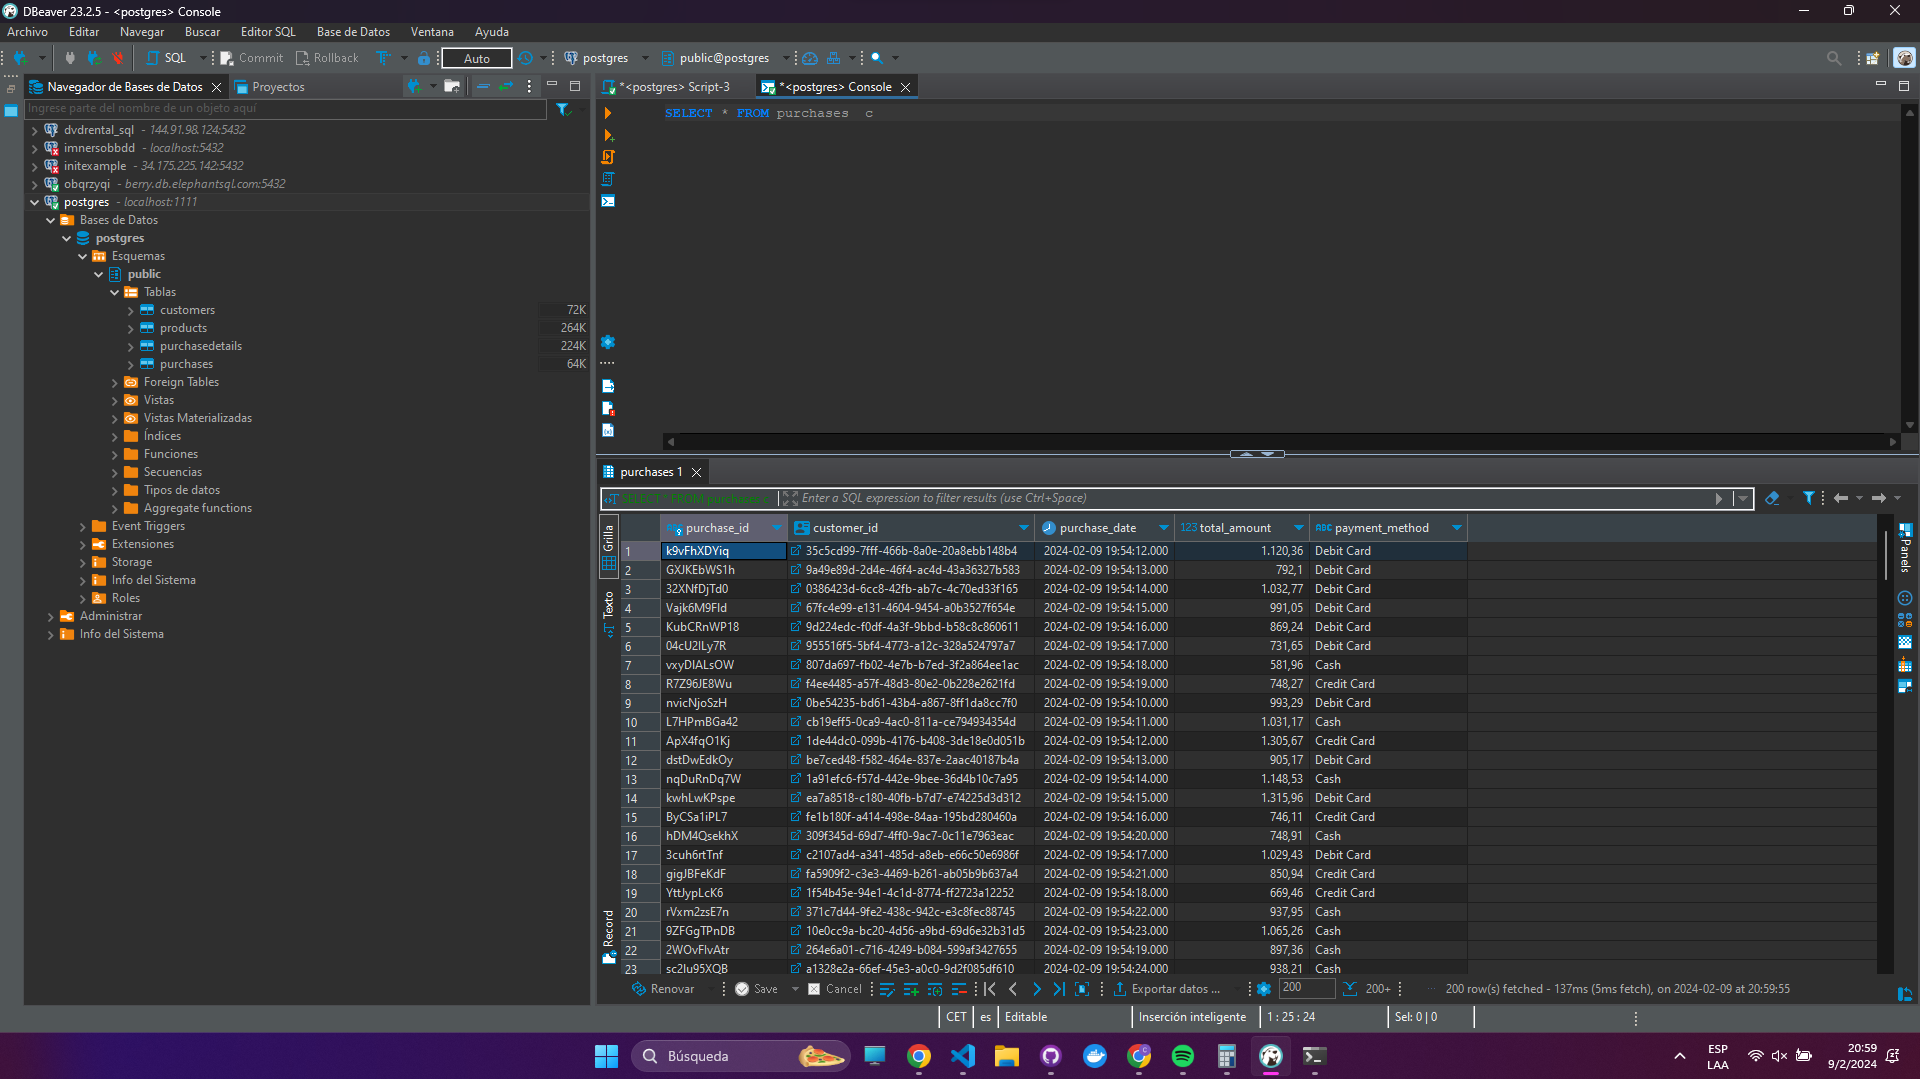 DBeaver 23.2.5 - <postgres> Console
Archivo Editar Navegar Buscar Editor SQL Base de Datos Ventana Ayuda
SQL Commit Rollback Auto postgres public@postgres
Navegador de Bases de Datos Proyectos
Ingrese parte del nombre de un objeto aquí
dvdrental_sql - 144.91.98.124:5432
imnersobbdd - localhost:5432
initexample - 34.175.225.142:5432
obqrzyqi - berry.db.elephantsql.com:5432
postgres - localhost:1111
Bases de Datos
postgres
Esquemas
public
Tablas
customers 72K
products 264K
purchasedetails 224K
purchases 64K
Foreign Tables
Vistas
Vistas Materializadas
Índices
Funciones
Secuencias
Tipos de datos
Aggregate functions
Event Triggers
Extensiones
Storage
Info del Sistema
Roles
Administrar
Info del Sistema
*<postgres> Script-3 *<postgres> Console
SELECT * FROM purchases c
purchases 1
SELECT * FROM purchases c Enter a SQL expression to filter results (use Ctrl+Space)
Grilla
Texto
Record
Panels
purchase_id customer_id purchase_date 123 total_amount ABC payment_method
1 k9vFhXDYiq 35c5cd99-7fff-466b-8a0e-20a8ebb148b4 2024-02-09 19:54:12.000 1.120,36 Debit Card
2 GXJKEbWS1h 9a49e89d-2d4e-46f4-ac4d-43a36327b583 2024-02-09 19:54:13.000 792,1 Debit Card
3 32XNfDjTd0 0386423d-6cc8-42fb-ab7c-4c70ed33f165 2024-02-09 19:54:14.000 1.032,77 Debit Card
4 Vajk6M9Fld 67fc4e99-e131-4604-9454-a0b3527f654e 2024-02-09 19:54:15.000 991,05 Debit Card
5 KubCRnWP18 9d224edc-f0df-4a3f-9bbd-b58c8c860611 2024-02-09 19:54:16.000 869,24 Debit Card
6 04cU2lLy7R 955516f5-5bf4-4773-a12c-328a524797a7 2024-02-09 19:54:17.000 731,65 Debit Card
7 vxyDlALsOW 807da697-fb02-4e7b-b7ed-3f2a864ee1ac 2024-02-09 19:54:18.000 581,96 Cash
8 R7Z96JE8Wu f4ee4485-a57f-48d3-80e2-0b228e2621fd 2024-02-09 19:54:19.000 748,27 Credit Card
9 nvicNjoSzH 0be54235-bd61-43b4-a867-8ff1da8cc7f0 2024-02-09 19:54:10.000 993,29 Debit Card
10 L7HPmBGa42 cb19eff5-0ca9-4ac0-811a-ce794934354d 2024-02-09 19:54:11.000 1.031,17 Cash
11 ApX4fqO1Kj 1de44dc0-099b-4176-b408-3de18e0d051b 2024-02-09 19:54:12.000 1.305,67 Credit Card
12 dstDwEdkOy be7ced48-f582-464e-837e-2aac40187b4a 2024-02-09 19:54:13.000 905,17 Debit Card
13 nqDuRnDq7W 1a91efc6-f57d-442e-9bee-36d4b10c7a95 2024-02-09 19:54:14.000 1.148,53 Cash
14 kwhLwKPspe ea7a8518-c180-40fb-b7d7-e74225d3d312 2024-02-09 19:54:15.000 1.315,96 Debit Card
15 ByCSa1iPL7 fe1b180f-a414-498e-84aa-195bd280460a 2024-02-09 19:54:16.000 746,11 Credit Card
16 hDM4QsekhX 309f345d-69d7-4ff0-9ac7-0c11e7963eac 2024-02-09 19:54:20.000 748,91 Cash
17 3cuh6rtTnf c2107ad4-a341-485d-a8eb-e66c50e6986f 2024-02-09 19:54:17.000 1.029,43 Debit Card
18 gigJBFeKdF fa5909f2-c3e3-4469-b261-ab05b9b637a4 2024-02-09 19:54:21.000 850,94 Credit Card
19 YttJypLcK6 1f54b45e-94e1-4c1d-8774-ff2723a12252 2024-02-09 19:54:18.000 669,46 Credit Card
20 rVxm2zsE7n 371c7d44-9fe2-438c-942e-e3c8fec88745 2024-02-09 19:54:22.000 937,95 Cash
21 9ZFGgTPnDB 10e0cc9a-bc20-4d56-a9bd-69d6e32b31d5 2024-02-09 19:54:23.000 1.065,26 Cash
22 2WOvFlvAtr 264e6a01-c716-4249-b084-599af3427655 2024-02-09 19:54:19.000 897,36 Cash
23 sc2lu95XQB a1328e2a-66ef-45e3-a0c0-9d2f085df610 2024-02-09 19:54:24.000 938,21 Cash
Renovar Save Cancel Exportar datos ... 200 200+ 200 row(s) fetched - 137ms (5ms fetch), on 2024-02-09 at 20:59:55
CET es Editable Inserción inteligente 1 : 25 : 24 Sel: 0 | 0
Búsqueda
ESP
LAA
20:59
9/2/2024